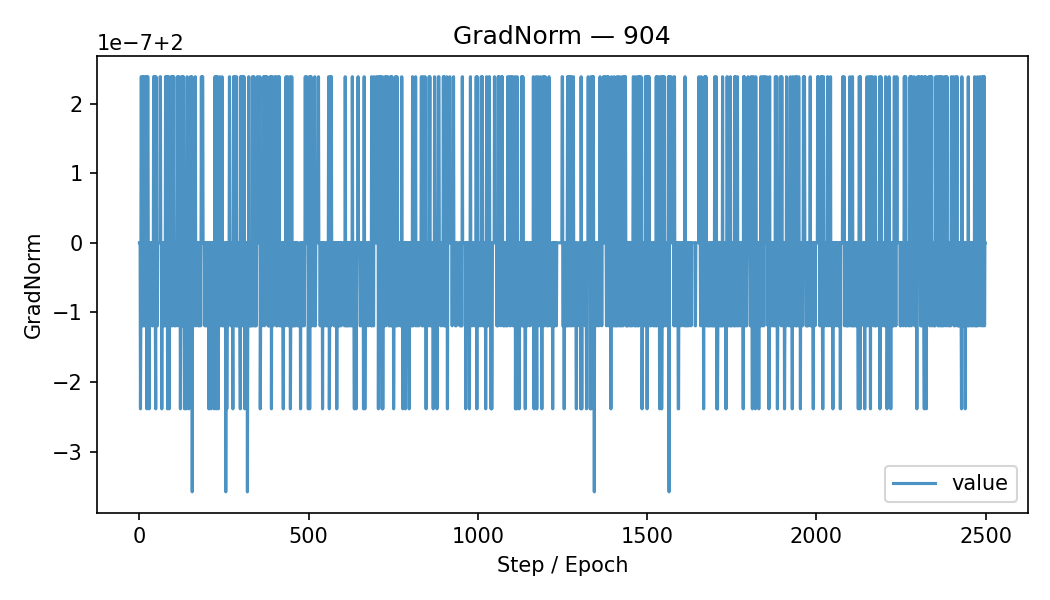 GradNorm — 904
1e−7+2
2
1
0
−1
−2
−3
GradNorm
value
0 500 1000 1500 2000 2500
Step / Epoch